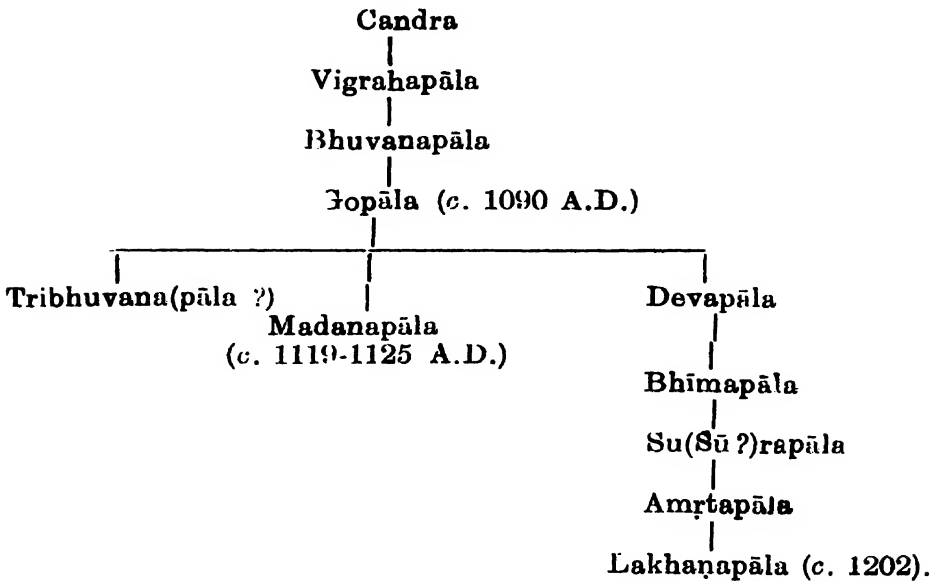 Candra
Vigrahapāla
Bhuvanapāla
Gopāla (c. 1090 A.D.)
Tribhuvana(pāla ?)
Madanapāla
(c. 1119-1125 A.D.)
Devapāla
Bhīmapāla
Su(Sū ?)rapāla
Amṛtapāla
Lakhaṇapāla (c. 1202).